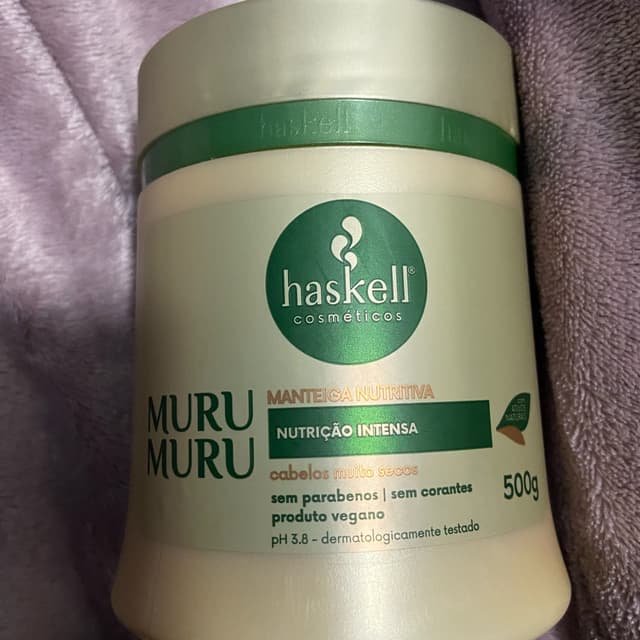 haskell
haskell®
cosméticos
MURU
MURU
MANTEIGA NUTRITIVA
NUTRIÇÃO INTENSA
cabelos muito secos
sem parabenos | sem corantes
produto vegano
pH 3.8 - dermatologicamente testado
500g